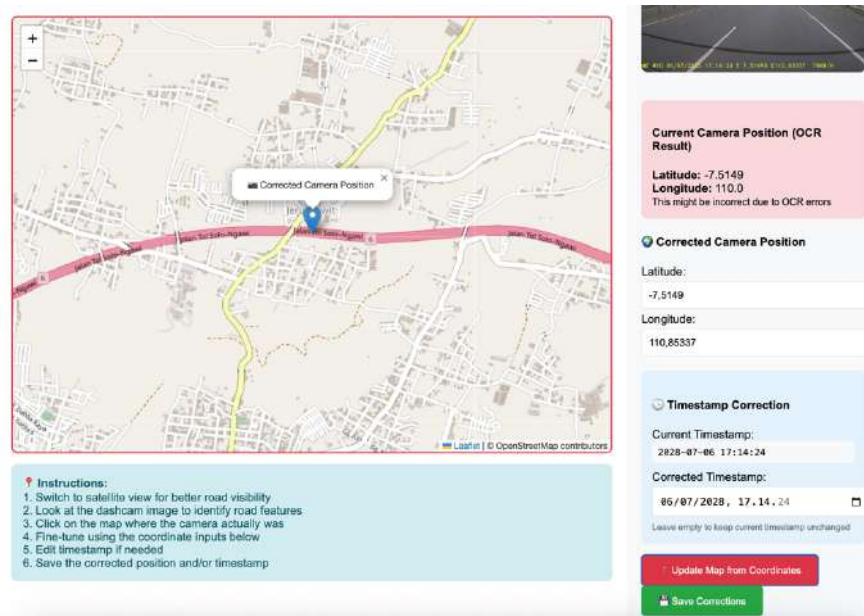 +
−
Corrected Camera Position
×
Jalan Tol Solo-Ngawi
Jalan Tol Solo-Ngawi
6
Jalan Tol Solo-Ngawi
6
Leaflet | © OpenStreetMap contributors
Instructions:
1. Switch to satellite view for better road visibility
2. Look at the dashcam image to identify road features
3. Click on the map where the camera actually was
4. Fine-tune using the coordinate inputs below
5. Edit timestamp if needed
6. Save the corrected position and/or timestamp
Current Camera Position (OCR
Result)
Latitude: -7.5149
Longitude: 110.0
This might be incorrect due to OCR errors
Corrected Camera Position
Latitude:
-7,5149
Longitude:
110,85337
Timestamp Correction
Current Timestamp:
2028-07-06 17:14:24
Corrected Timestamp:
06/07/2028, 17.14.24
Leave empty to keep current timestamp unchanged
Update Map from Coordinates
Save Corrections